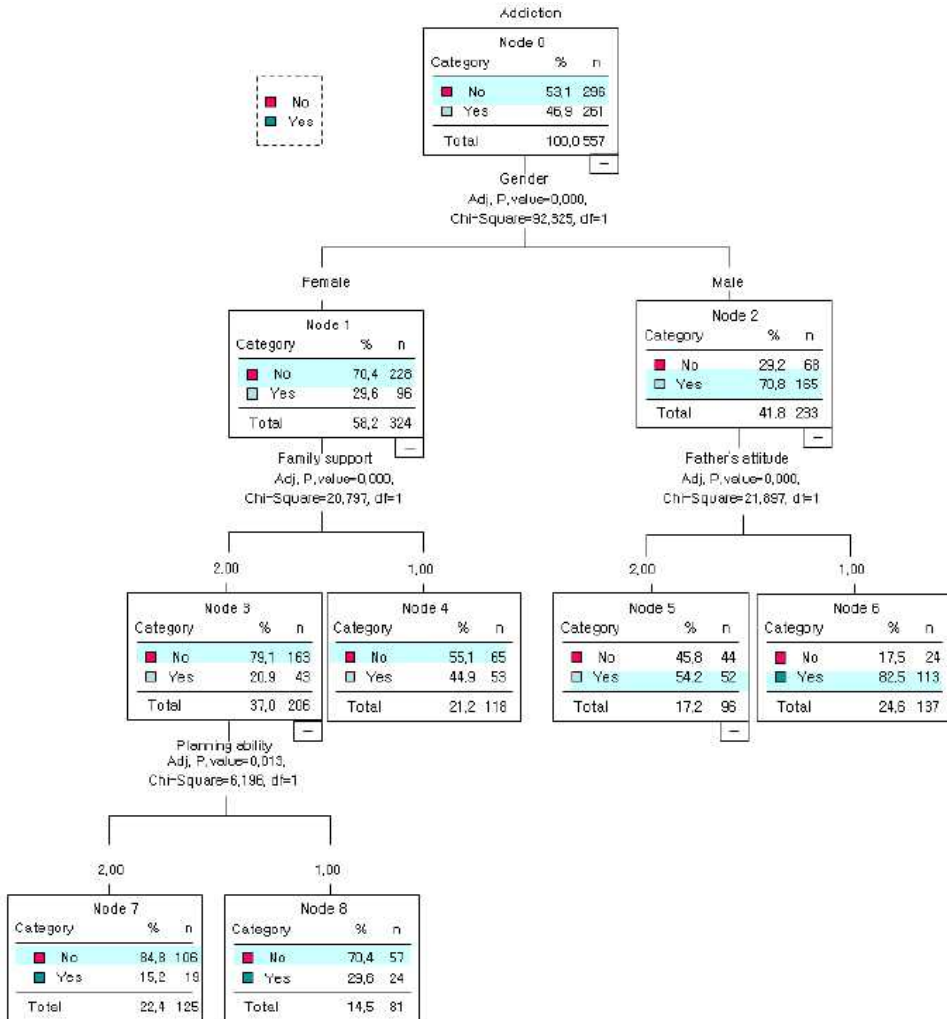 Addiction
Node 0
Category % n
No 53,1 296
Yes 46,9 261
Total 100,0 557
No
Yes
Gender
Adj, P,value=0,000,
Chi-Square=92,325, df=1
Female
Male
Node 1
Category % n
No 70,4 228
Yes 29,6 96
Total 58,2 324
Node 2
Category % n
No 29,2 68
Yes 70,8 165
Total 41,8 233
Family support
Adj, P,value=0,000,
Chi-Square=20,797, df=1
Father's attitude
Adj, P,value=0,000,
Chi-Square=21,897, df=1
2,00
1,00
2,00
1,00
Node 3
Category % n
No 79,1 163
Yes 20,9 43
Total 37,0 206
Node 4
Category % n
No 55,1 65
Yes 44,9 53
Total 21,2 118
Node 5
Category % n
No 45,8 44
Yes 54,2 52
Total 17,2 96
Node 6
Category % n
No 17,5 24
Yes 82,5 113
Total 24,6 137
Planning ability
Adj, P,value=0,013,
Chi-Square=6,196, df=1
2,00
1,00
Node 7
Category % n
No 84,8 106
Yes 15,2 19
Total 22,4 125
Node 8
Category % n
No 70,4 57
Yes 29,6 24
Total 14,5 81